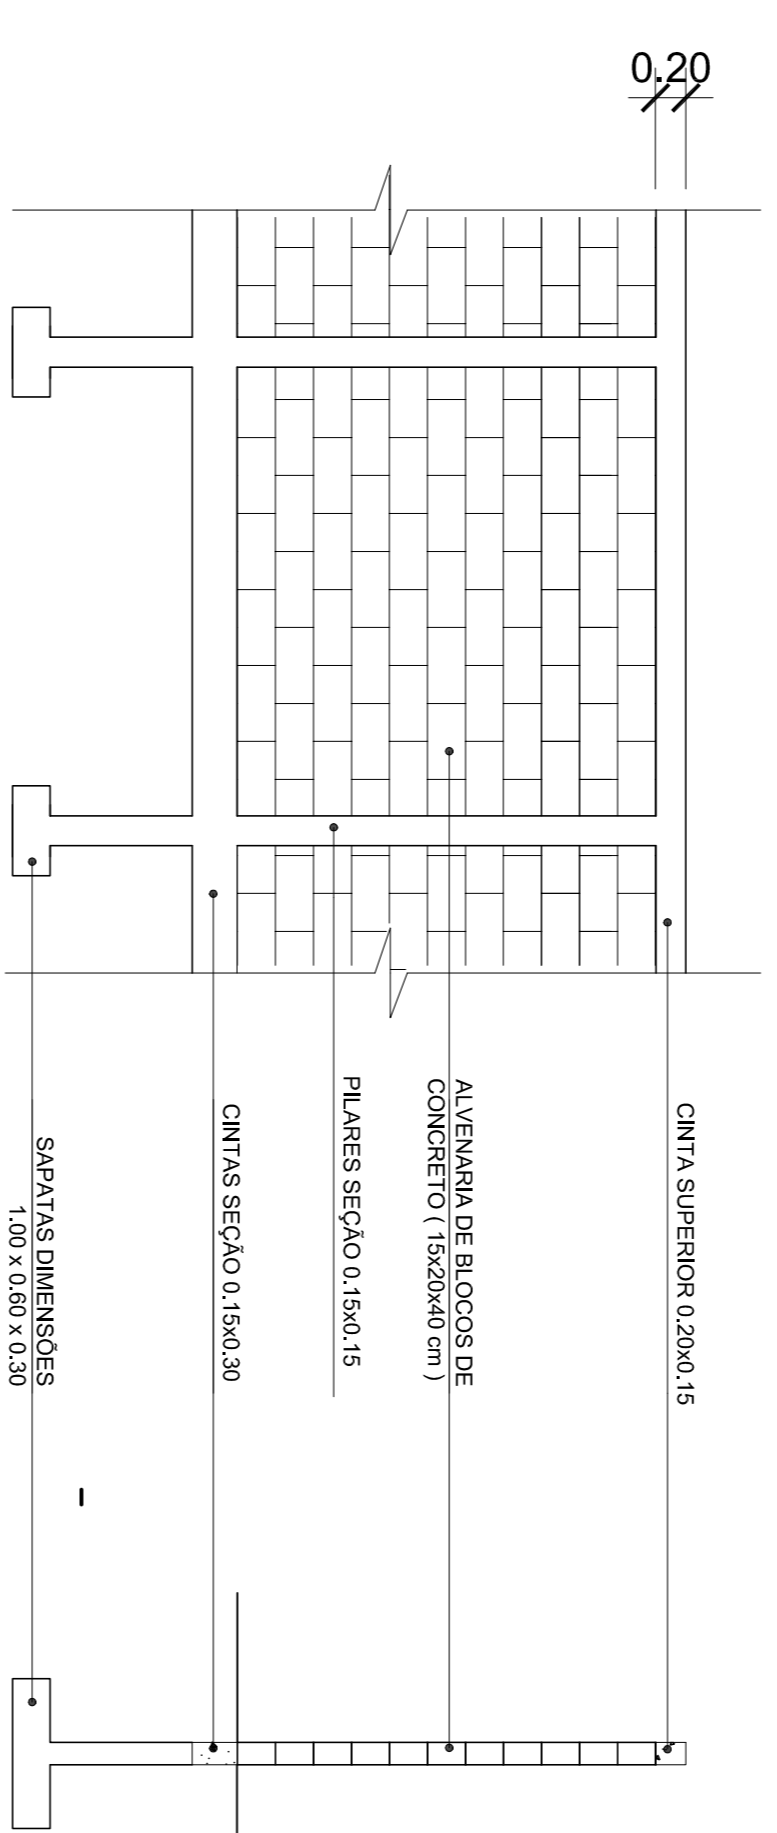 0.20
CINTA SUPERIOR 0.20x0.15
ALVENARIA DE BLOCOS DE
CONCRETO ( 15x20x40 cm )
PILARES SEÇÃO 0.15x0.15
CINTAS SEÇÃO 0.15x0.30
SAPATAS DIMENSÕES
1.00 x 0.60 x 0.30